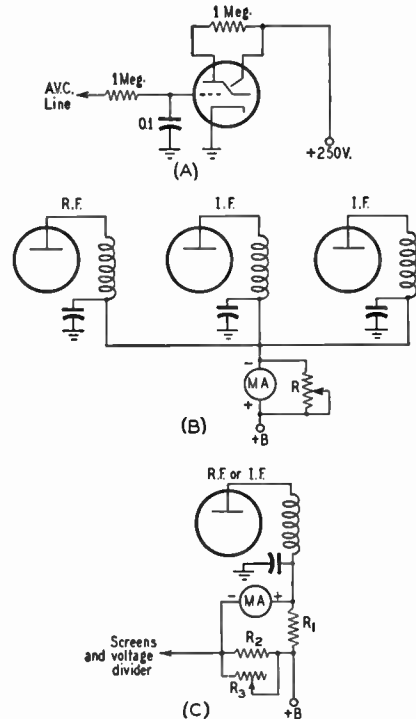 1 Meg.
A.V.C.
Line
1 Meg.
0.1
+250V.
(A)
R.F.
I.F.
I.F.
-
MA
R
+
+B
(B)
R.F. or I.F.
- MA +
R1
Screens
and voltage
divider
R2
R3
+B
(C)